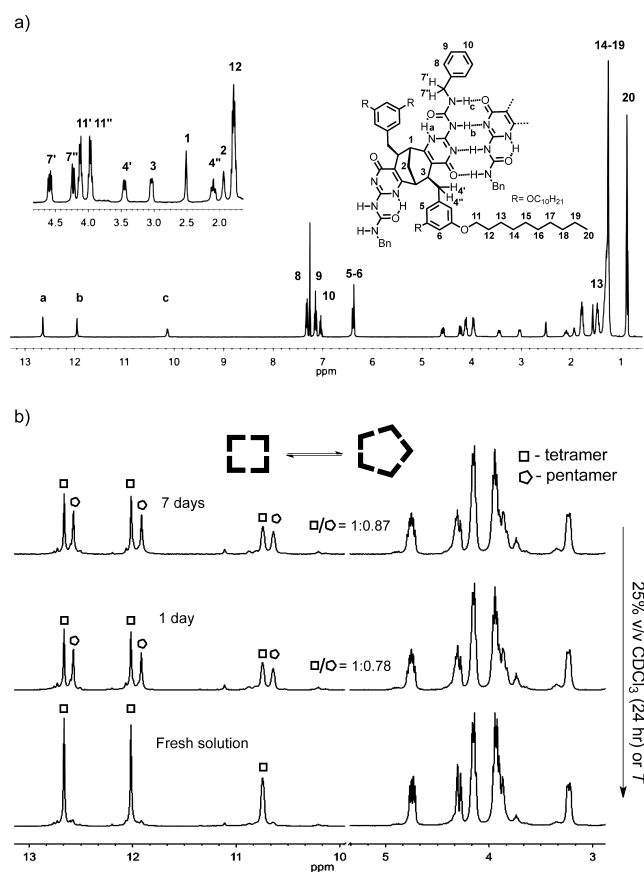 a)
9 10
8
12
14-19
20
11' 11''
7'
7''
4'
3
1
4''
2
4.5 4.0 3.5 3.0 2.5 2.0
7'
7''
H
H
N H
c
O
R
R
O
N H
b
N
N
H
O
H
a
N
1
N
N H
N
H
O
N
2
3
O
H N
Bn
N
N
H
4'
H
4''
N H
H
O
N H
Bn
5
R
6
O
R= OC10H21
11 13 15 17 19
12 14 16 18 20
a
b
c
8
9
10
5-6
13
13 12 11 10 9 8 7 6 5 4 3 2 1
ppm
b)
- tetramer
- pentamer
7 days
/ = 1:0.87
1 day
/ = 1:0.78
Fresh solution
25% v/v CDCl3 (24 hr) or T
13 12 11 10 5 4 3
ppm ppm